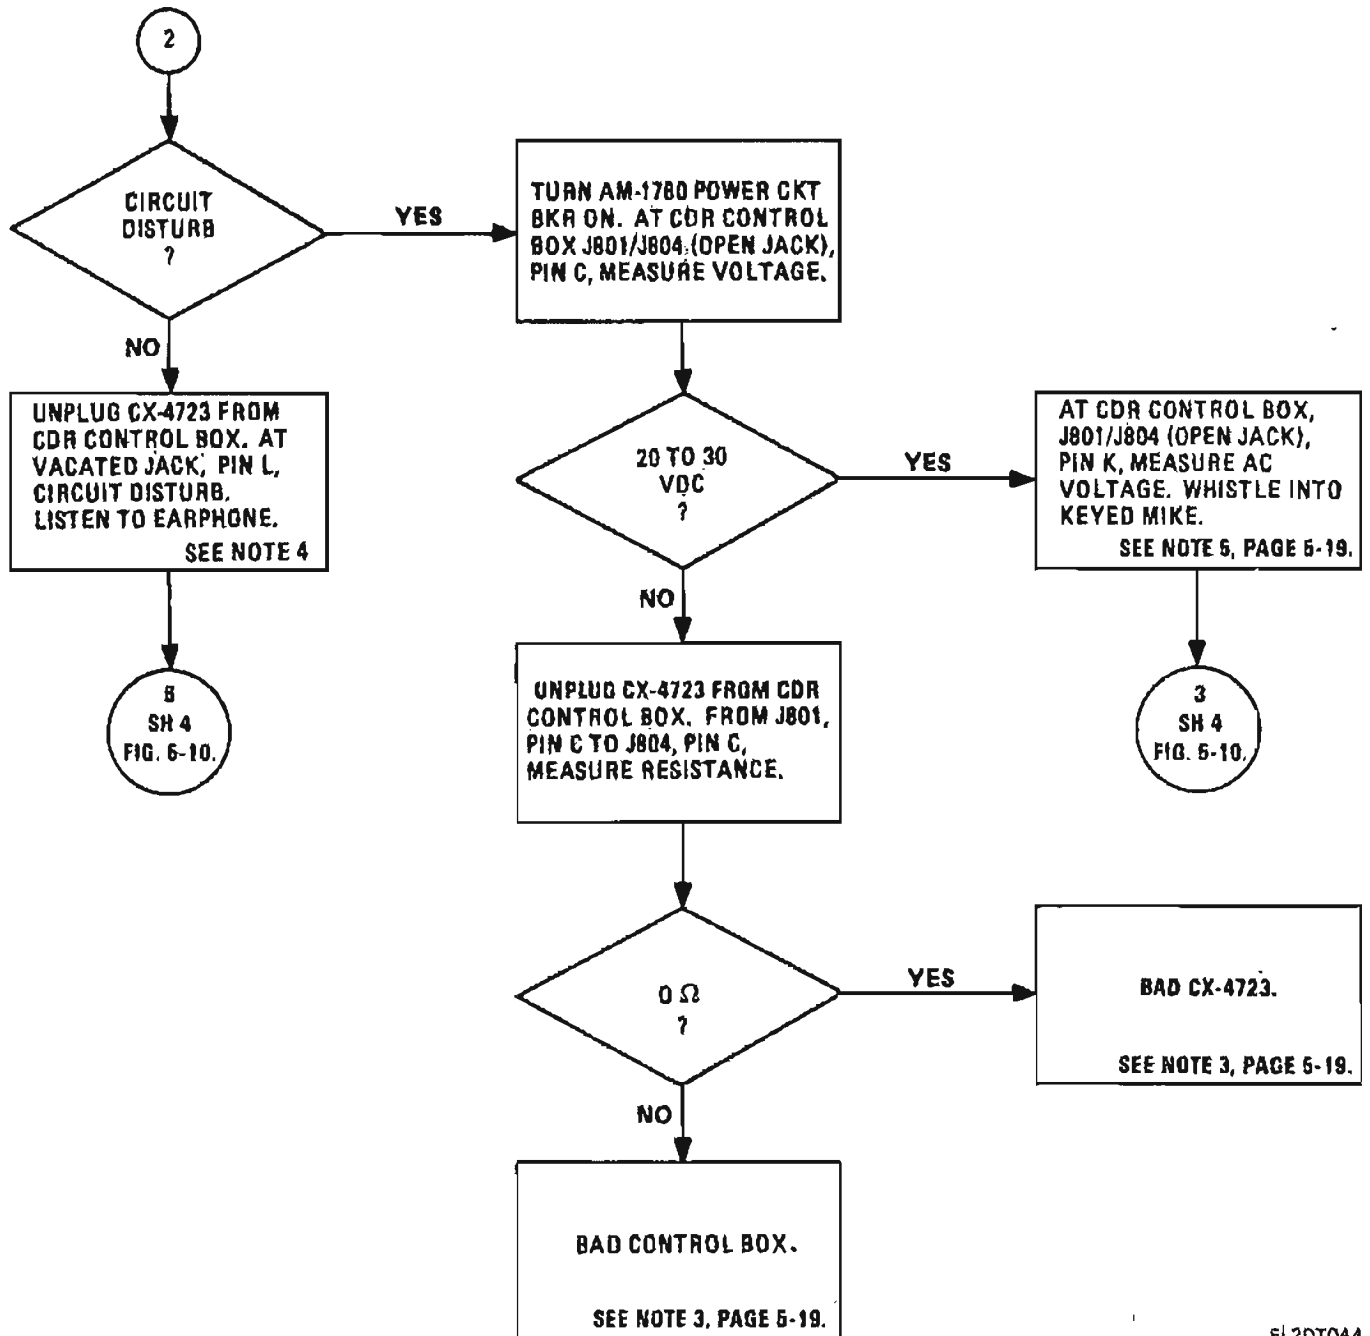 2
CIRCUIT
DISTURB
?
YES
TURN AM-1780 POWER CKT
BKR ON. AT CDR CONTROL
BOX J801/J804 (OPEN JACK),
PIN C, MEASURE VOLTAGE.
NO
UNPLUG CX-4723 FROM
CDR CONTROL BOX. AT
VACATED JACK, PIN L,
CIRCUIT DISTURB.
LISTEN TO EARPHONE.
SEE NOTE 4
20 TO 30
VDC
?
YES
AT CDR CONTROL BOX,
J801/J804 (OPEN JACK),
PIN K, MEASURE AC
VOLTAGE. WHISTLE INTO
KEYED MIKE.
SEE NOTE 5, PAGE 5-19.
NO
SH 4
FIG. 5-10.
UNPLUG CX-4723 FROM CDR
CONTROL BOX. FROM J801,
PIN C TO J804, PIN C,
MEASURE RESISTANCE.
3
SH 4
FIG. 5-10.
0 Ω
?
YES
BAD CX-4723.
SEE NOTE 3, PAGE 5-19.
NO
BAD CONTROL BOX.
SEE NOTE 3, PAGE 5-19.